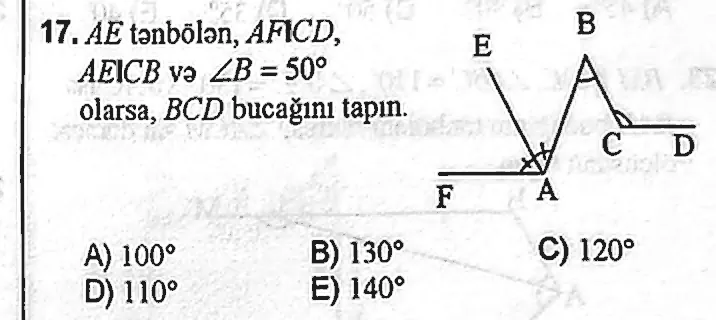 17. AE tənbölən, AF||CD,
AE||CB və ∠B = 50°
olarsa, BCD bucağını tapın.
E
B
C
D
F
A
A) 100°
B) 130°
C) 120°
D) 110°
E) 140°